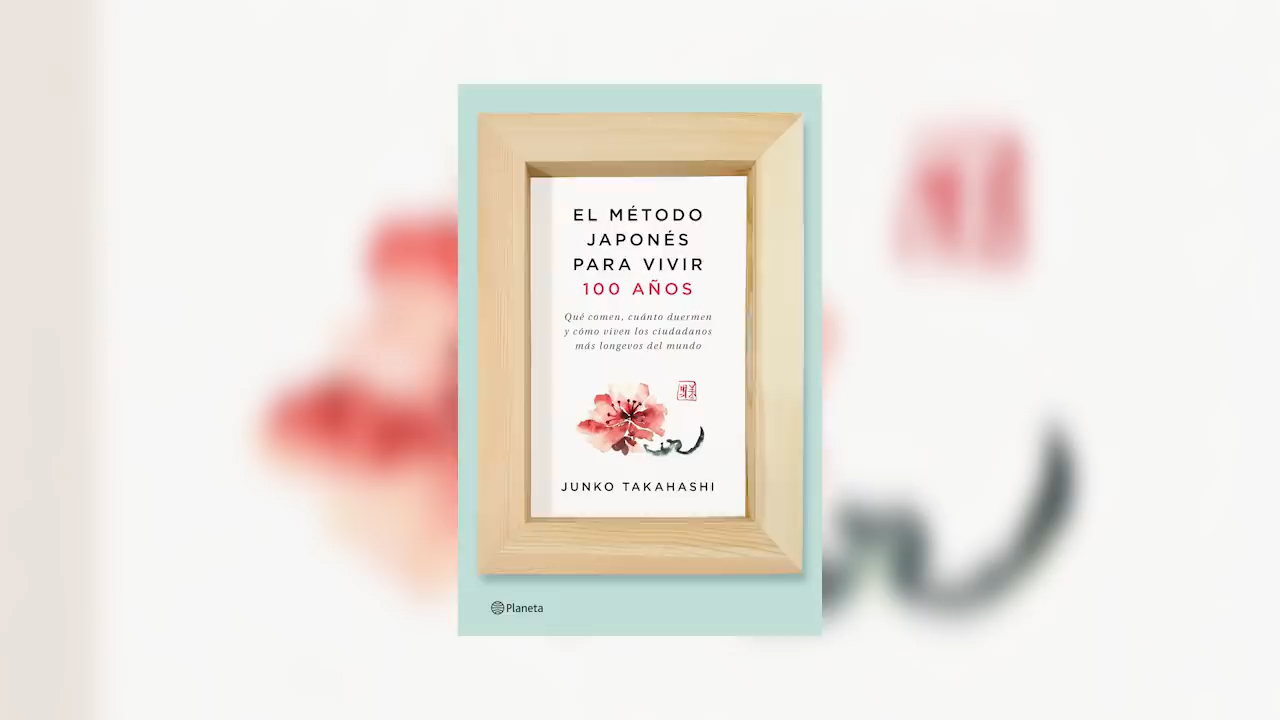 EL MÉTODO
JAPONÉS
PARA VIVIR
100 AÑOS
Qué comen, cuánto duermen
y cómo viven los ciudadanos
más longevos del mundo
JUNKO TAKAHASHI
Planeta